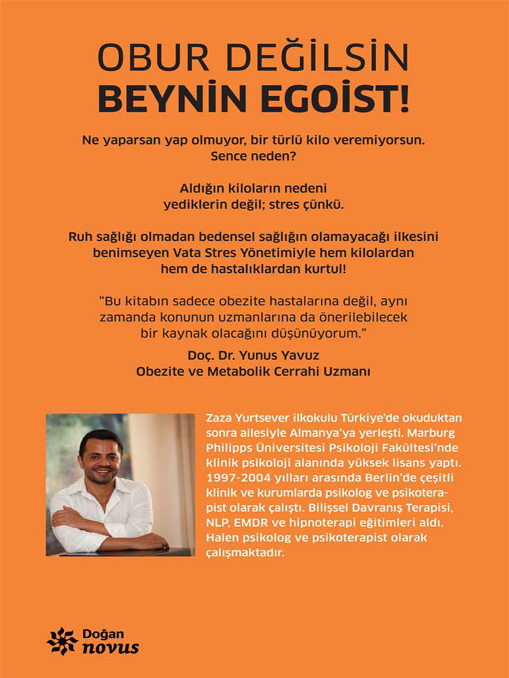 OBUR DEĞİLSİN
BEYNİN EGOİST!
Ne yaparsan yap olmuyor, bir türlü kilo veremiyorsun.
Sence neden?
Aldığın kiloların nedeni
yediklerin değil; stres çünkü.
Ruh sağlığı olmadan bedensel sağlığın olamayacağı ilkesini
benimseyen Vata Stres Yönetimiyle hem kilolardan
hem de hastalıklardan kurtul!
"Bu kitabın sadece obezite hastalarına değil, aynı
zamanda konunun uzmanlarına da önerilebilecek
bir kaynak olacağını düşünüyorum."
Doç. Dr. Yunus Yavuz
Obezite ve Metabolik Cerrahi Uzmanı
Zaza Yurtsever ilkokulu Türkiye'de okuduktan
sonra ailesiyle Almanya'ya yerleşti. Marburg
Philipps Üniversitesi Psikoloji Fakültesi'nde
klinik psikoloji alanında yüksek lisans yaptı.
1997-2004 yılları arasında Berlin'de çeşitli
klinik ve kurumlarda psikolog ve psikotera-
pist olarak çalıştı. Bilişsel Davranış Terapisi,
NLP, EMDR ve hipnoterapi eğitimleri aldı.
Halen psikolog ve psikoterapist olarak
çalışmaktadır.
Doğan
novus